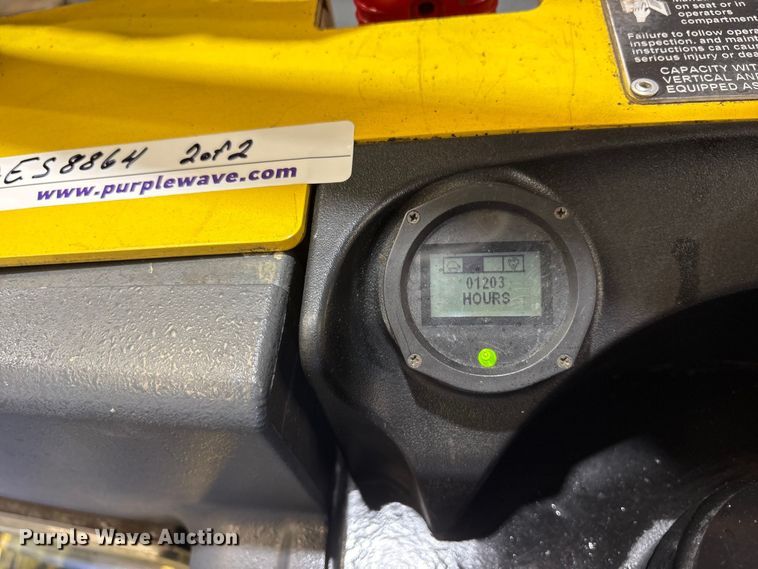 on seat or in
operators
compartment
Failure to follow opera
inspection, and maint
instructions can caus
serious injury or dea
CAPACITY WIT
VERTICAL AND
EQUIPPED AS
ES8864 2of2
www.purplewave.com
01203
HOURS
Purple Wave Auction